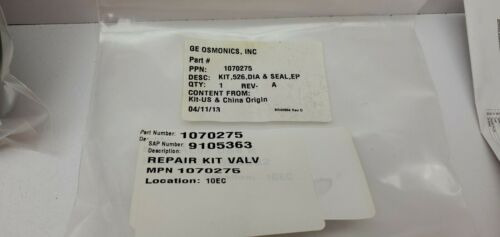 GE OSMONICS, INC
Part #
PPN: 1070275
DESC: KIT,526,DIA & SEAL,EP
QTY: 1 REV- A
CONTENT FROM:
Kit-US & China Origin
04/11/13
Part Number: 1070275
De
SAP Number: 9105363
Description:
REPAIR KIT VALV
MPN 1070275
Location: 10EC